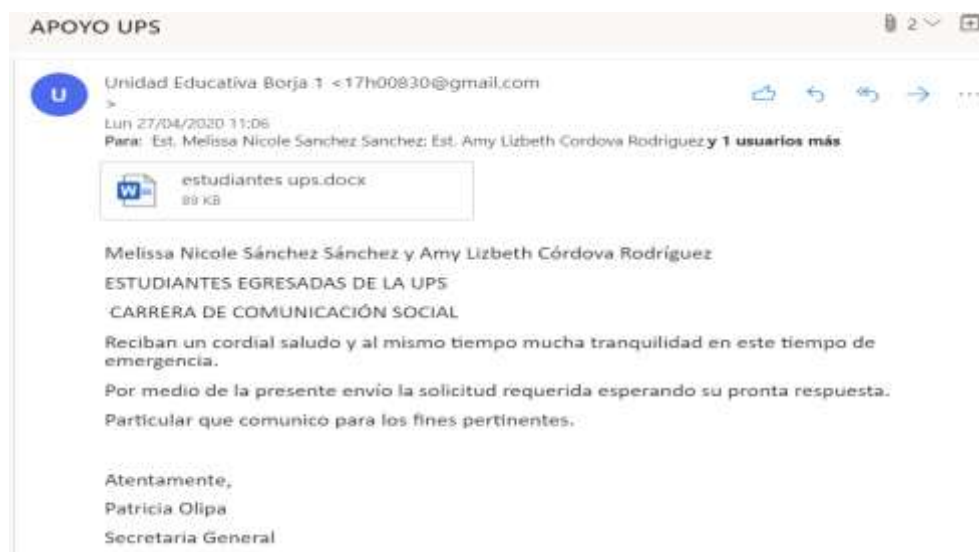 APOYO UPS
2
U
Unidad Educativa Borja 1 <17h00830@gmail.com
>
Lun 27/04/2020 11:06
Para: Est. Melissa Nicole Sanchez Sanchez; Est. Amy Lizbeth Cordova Rodriguez y 1 usuarios más
W
estudiantes ups.docx
89 KB
Melissa Nicole Sánchez Sánchez y Amy Lizbeth Córdova Rodríguez
ESTUDIANTES EGRESADAS DE LA UPS
CARRERA DE COMUNICACIÓN SOCIAL
Reciban un cordial saludo y al mismo tiempo mucha tranquilidad en este tiempo de
emergencia.
Por medio de la presente envío la solicitud requerida esperando su pronta respuesta.
Particular que comunico para los fines pertinentes.
Atentamente,
Patricia Olipa
Secretaria General